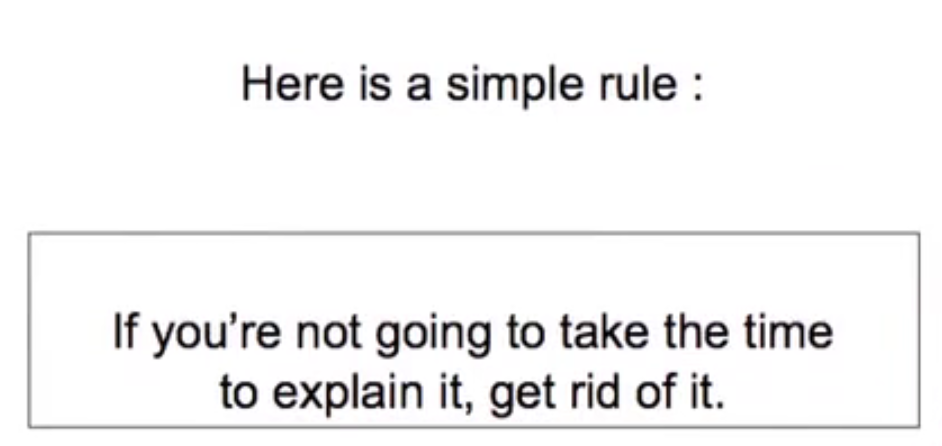 Here is a simple rule :
If you're not going to take the time
to explain it, get rid of it.